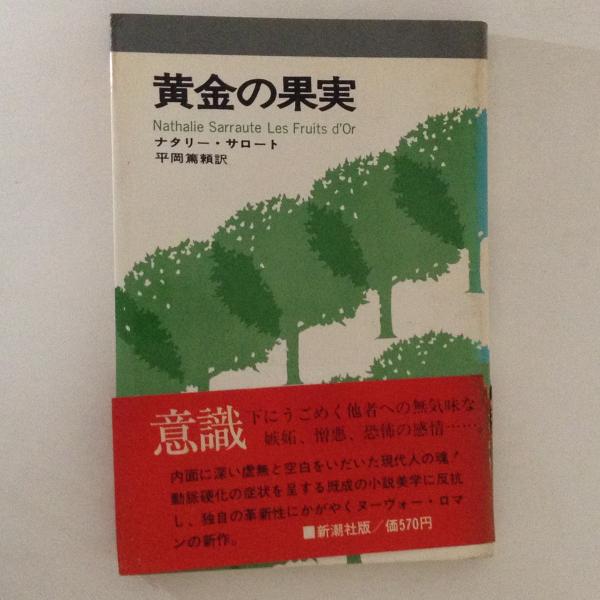 黄金の果実
Nathalie Sarraute Les Fruits d'Or
ナタリー・サロート
平岡篤頼訳
意識下にうごめく他者への無気味な
嫉妬、憎悪、恐怖の感情……。
内面に深い虚無と空白をいだいた現代人の魂！
動脈硬化の症状を呈する既成の小説美学に反抗
し、独自の革新性にかがやくヌーヴォー・ロマ
ンの新作。
■新潮社版／価570円